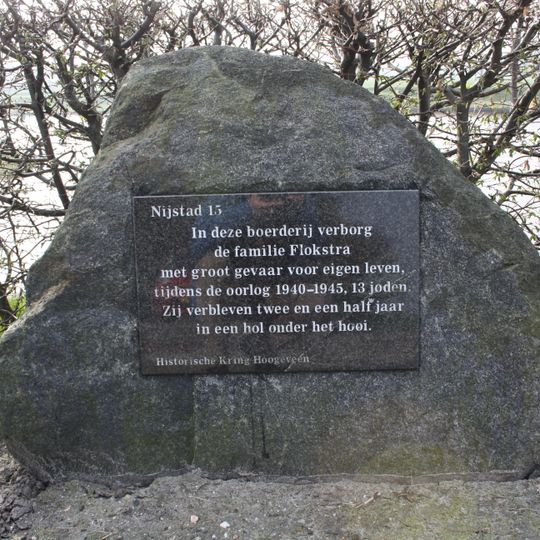 Nijstad 15
In deze boerderij verborg
de familie Flokstra
met groot gevaar voor eigen leven,
tijdens de oorlog 1940-1945, 13 joden.
Zij verbleven twee en een half jaar
in een hol onder het hooi.
Historische Kring Hoogeveen